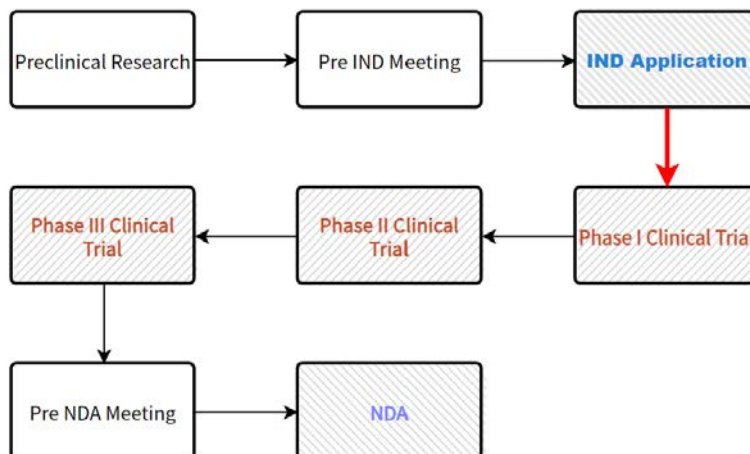 Preclinical Research
Pre IND Meeting
IND Application
Phase I Clinical Trial
Phase II Clinical
Trial
Phase III Clinical
Trial
Pre NDA Meeting
NDA